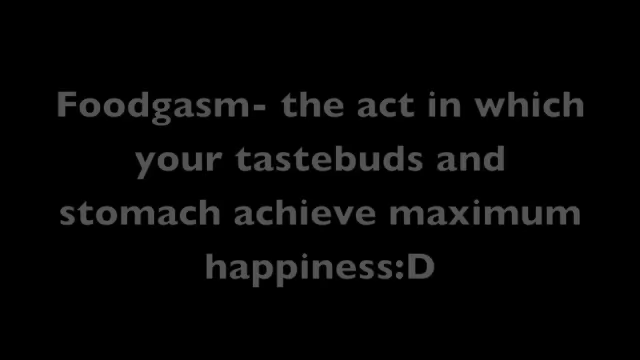 Foodgasm- the act in which
your tastebuds and
stomach achieve maximum
happiness:D